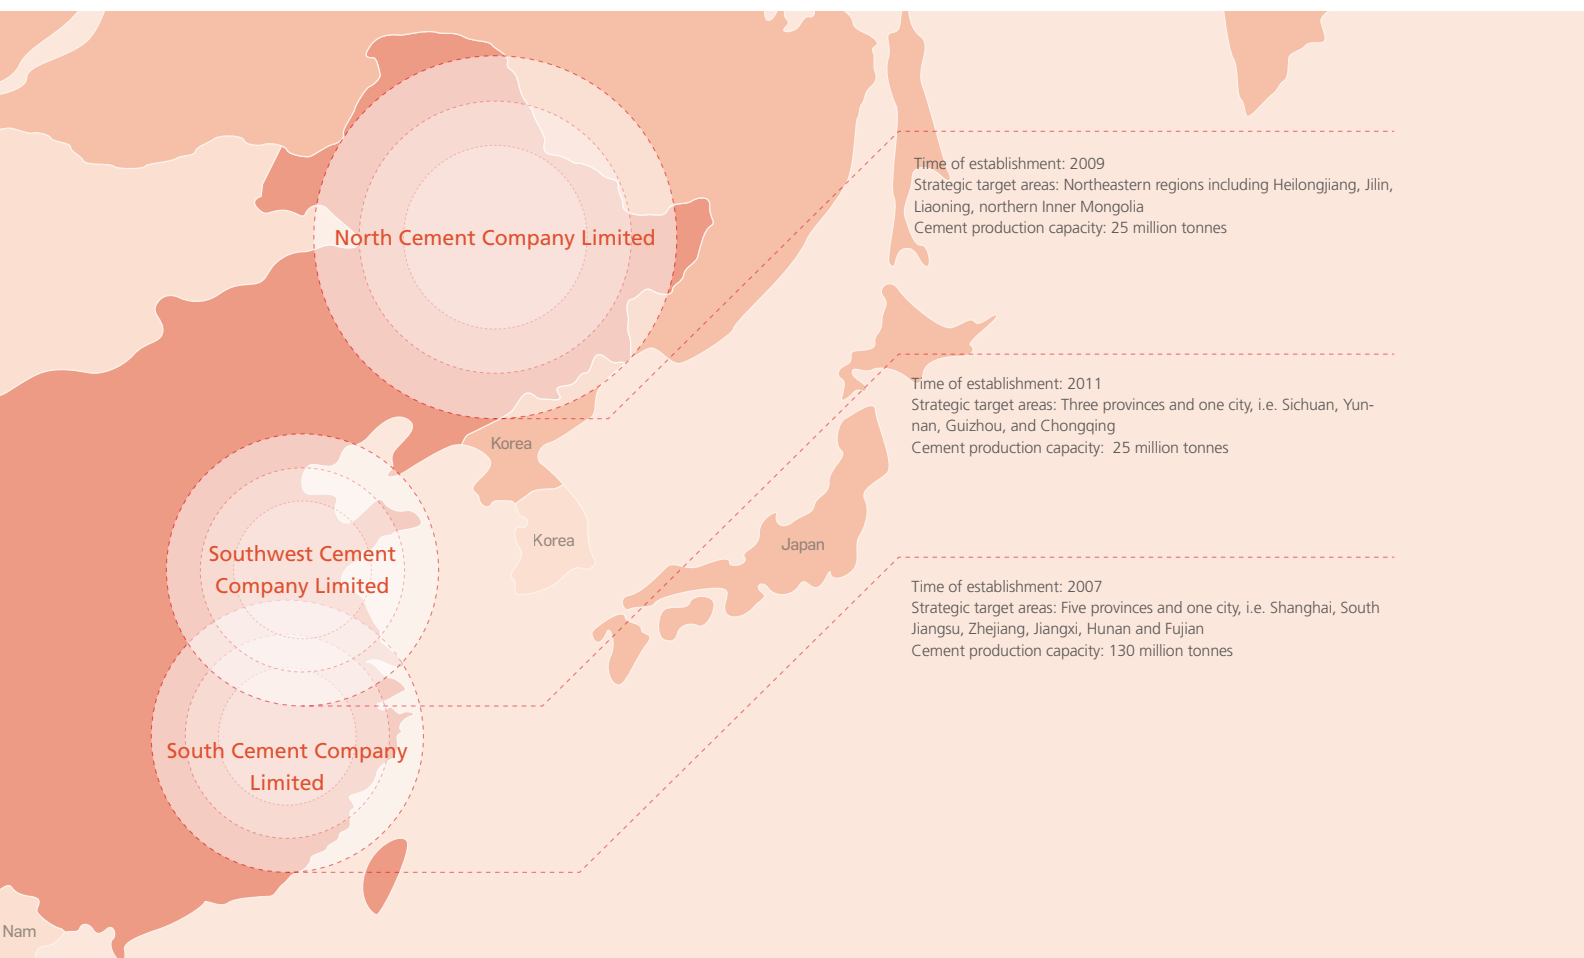 North Cement Company Limited
Time of establishment: 2009
Strategic target areas: Northeastern regions including Heilongjiang, Jilin,
Liaoning, northern Inner Mongolia
Cement production capacity: 25 million tonnes
Time of establishment: 2011
Strategic target areas: Three provinces and one city, i.e. Sichuan, Yun-
nan, Guizhou, and Chongqing
Cement production capacity:  25 million tonnes
Korea
Korea
Japan
Southwest Cement
Company Limited
Time of establishment: 2007
Strategic target areas: Five provinces and one city, i.e. Shanghai, South
Jiangsu, Zhejiang, Jiangxi, Hunan and Fujian
Cement production capacity: 130 million tonnes
South Cement Company
Limited
Nam